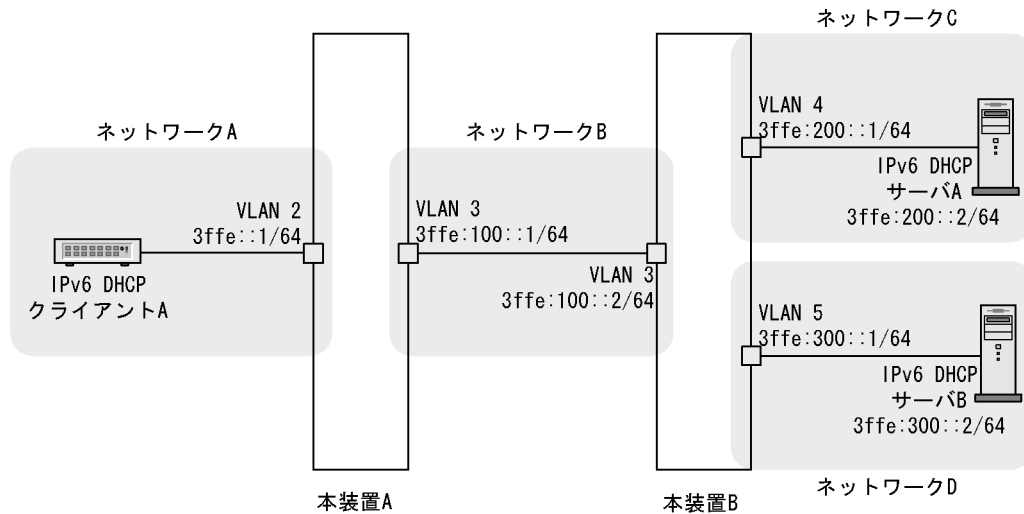 ネットワークC
VLAN 4
3ffe:200::1/64
IPv6 DHCP
サーバA
3ffe:200::2/64
ネットワークA
ネットワークB
VLAN 2
3ffe::1/64
VLAN 3
3ffe:100::1/64
IPv6 DHCP
クライアントA
VLAN 3
3ffe:100::2/64
VLAN 5
3ffe:300::1/64
IPv6 DHCP
サーバB
3ffe:300::2/64
ネットワークD
本装置A
本装置B